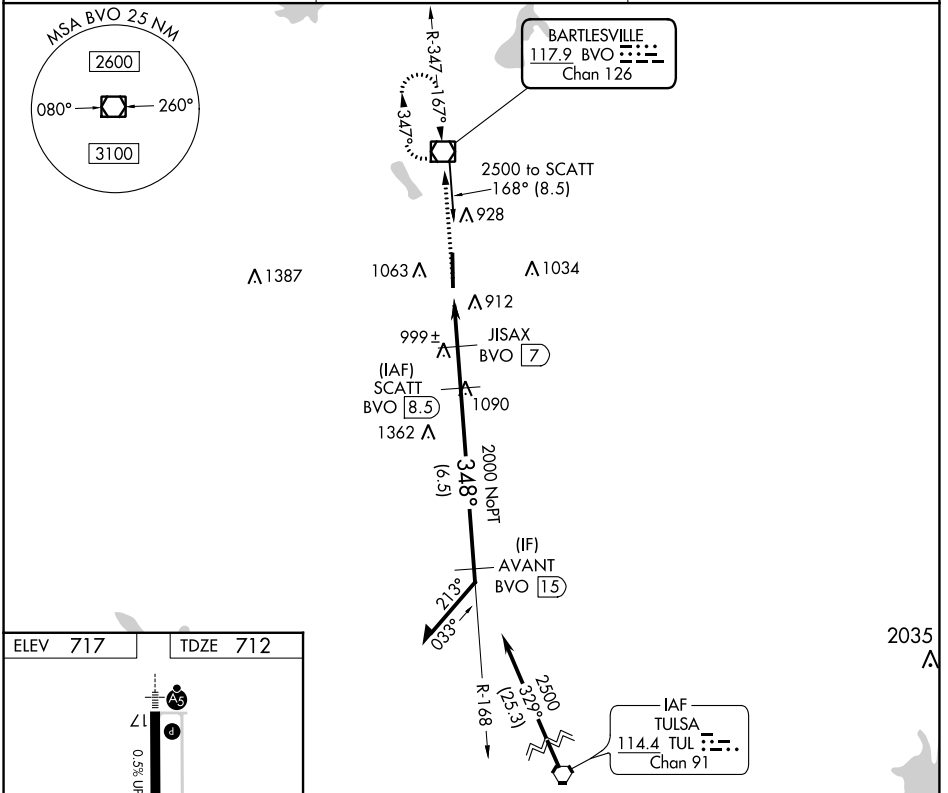 MSA BVO 25 NM
2600
080°
260°
3100
R-347
167°
347°
BARTLESVILLE
117.9 BVO
Chan 126
2500 to SCATT
168° (8.5)
928
1387
1063
1034
912
999 ±
JISAX
BVO 7
(IAF)
SCATT
BVO 8.5
1090
1362
2000 NoPT
348°
(6.5)
(IF)
AVANT
BVO 15
213°
033°
R-168
2500
329°
(25.3)
2035
IAF
TULSA
114.4 TUL
Chan 91
ELEV 717
TDZE 712
A5
17
P
0.5% UP